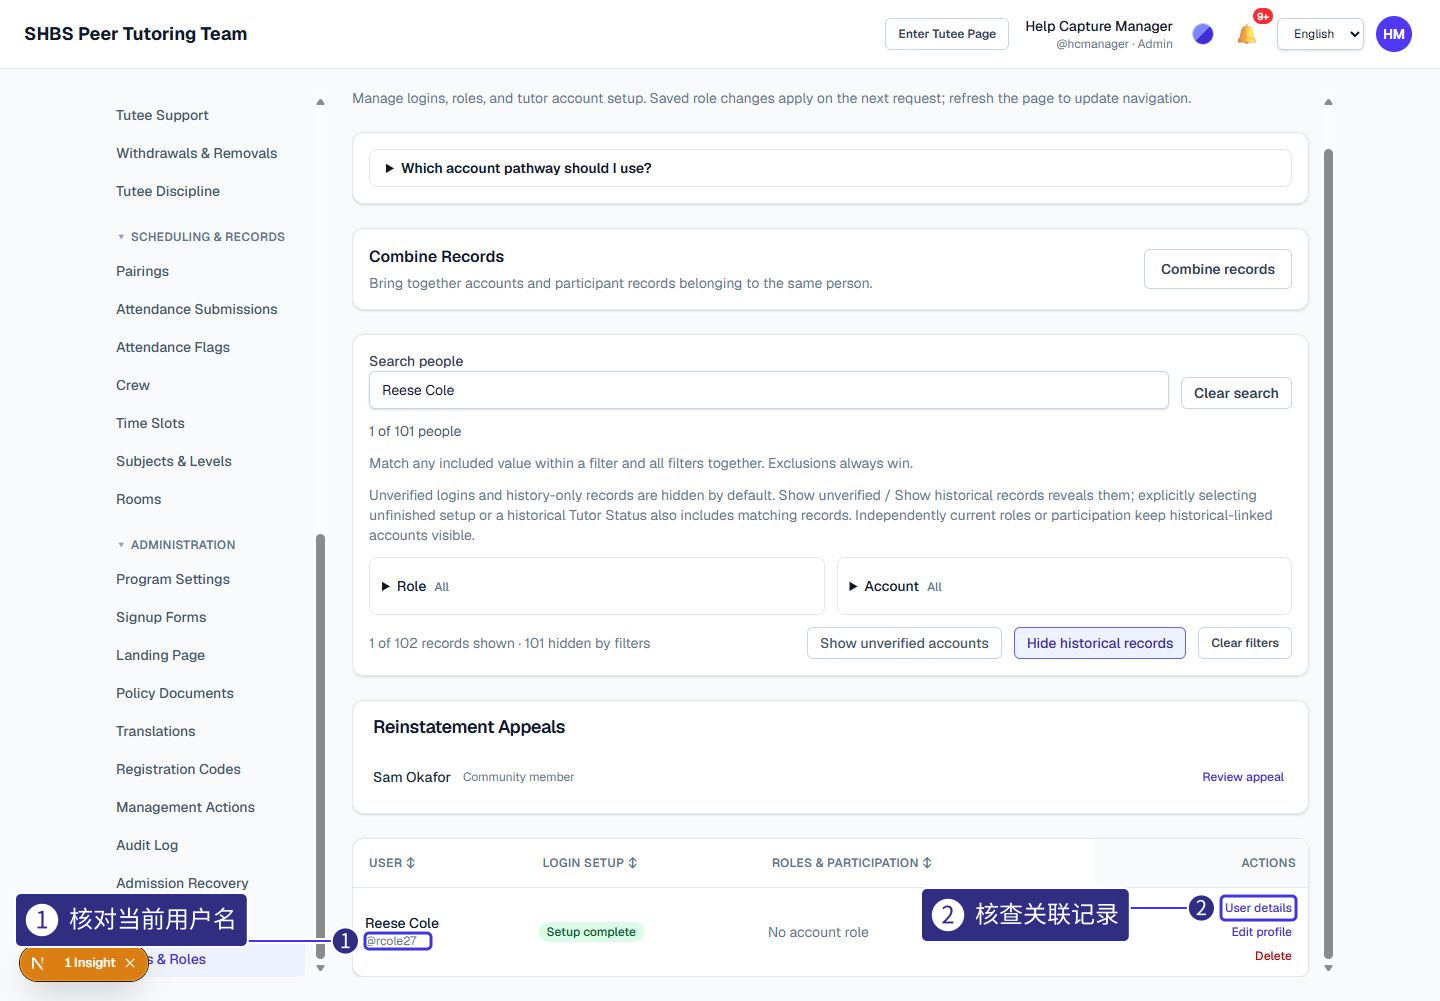 SHBS Peer Tutoring Team
Enter Tutee Page
Help Capture Manager
@hcmanager · Admin
9+
English
HM
Tutee Support
Withdrawals & Removals
Tutee Discipline
SCHEDULING & RECORDS
Pairings
Attendance Submissions
Attendance Flags
Crew
Time Slots
Subjects & Levels
Rooms
ADMINISTRATION
Program Settings
Signup Forms
Landing Page
Policy Documents
Translations
Registration Codes
Management Actions
Audit Log
Admission Recovery
1 核对当前用户名
s & Roles
N 1 Insight
Manage logins, roles, and tutor account setup. Saved role changes apply on the next request; refresh the page to update navigation.
Which account pathway should I use?
Combine Records
Bring together accounts and participant records belonging to the same person.
Combine records
Search people
Reese Cole
Clear search
1 of 101 people
Match any included value within a filter and all filters together. Exclusions always win.
Unverified logins and history-only records are hidden by default. Show unverified / Show historical records reveals them; explicitly selecting
unfinished setup or a historical Tutor Status also includes matching records. Independently current roles or participation keep historical-linked
accounts visible.
Role All
Account All
1 of 102 records shown · 101 hidden by filters
Show unverified accounts
Hide historical records
Clear filters
Reinstatement Appeals
Sam Okafor Community member
Review appeal
USER
LOGIN SETUP
ROLES & PARTICIPATION
ACTIONS
Reese Cole
1 @rcole27
Setup complete
No account role
2 核查关联记录
2 User details
Edit profile
Delete